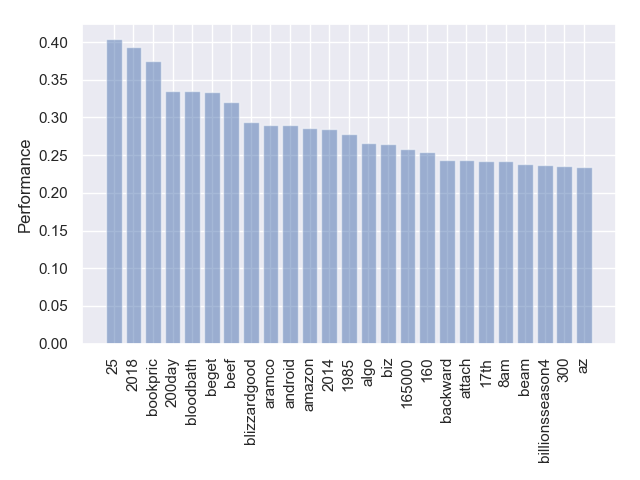 0.40
0.35
0.30
0.25
0.20
0.15
0.10
0.05
0.00
Performance
25
2018
bookpric
200day
bloodbath
beget
beef
blizzardgood
aramco
android
amazon
2014
1985
algo
biz
165000
160
backward
attach
17th
8am
beam
billionsseason4
300
az